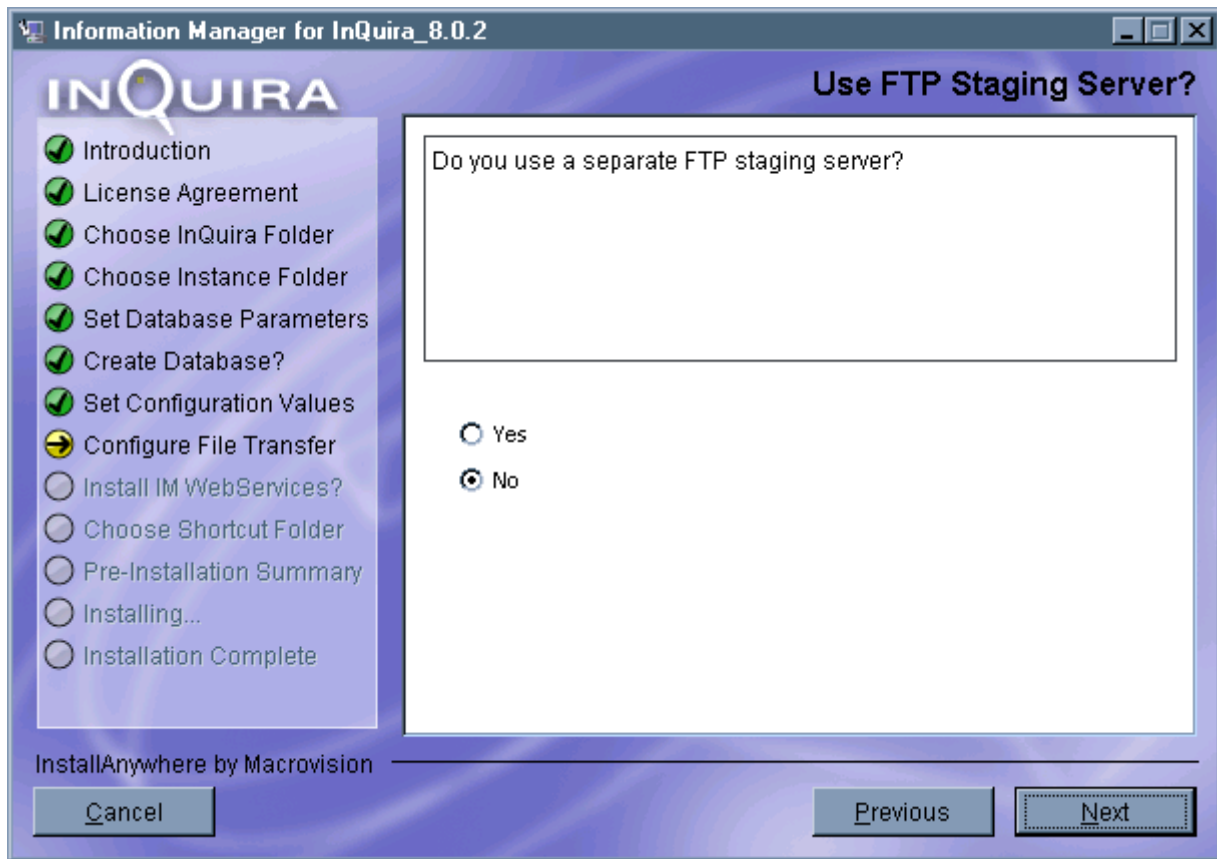 Information Manager for InQuira_8.0.2
INQUIRA
Use FTP Staging Server?
Introduction
License Agreement
Choose InQuira Folder
Choose Instance Folder
Set Database Parameters
Create Database?
Set Configuration Values
Configure File Transfer
Install IM WebServices?
Choose Shortcut Folder
Pre-Installation Summary
Installing...
Installation Complete
Do you use a separate FTP staging server?
Yes
No
InstallAnywhere by Macrovision
Cancel
Previous
Next